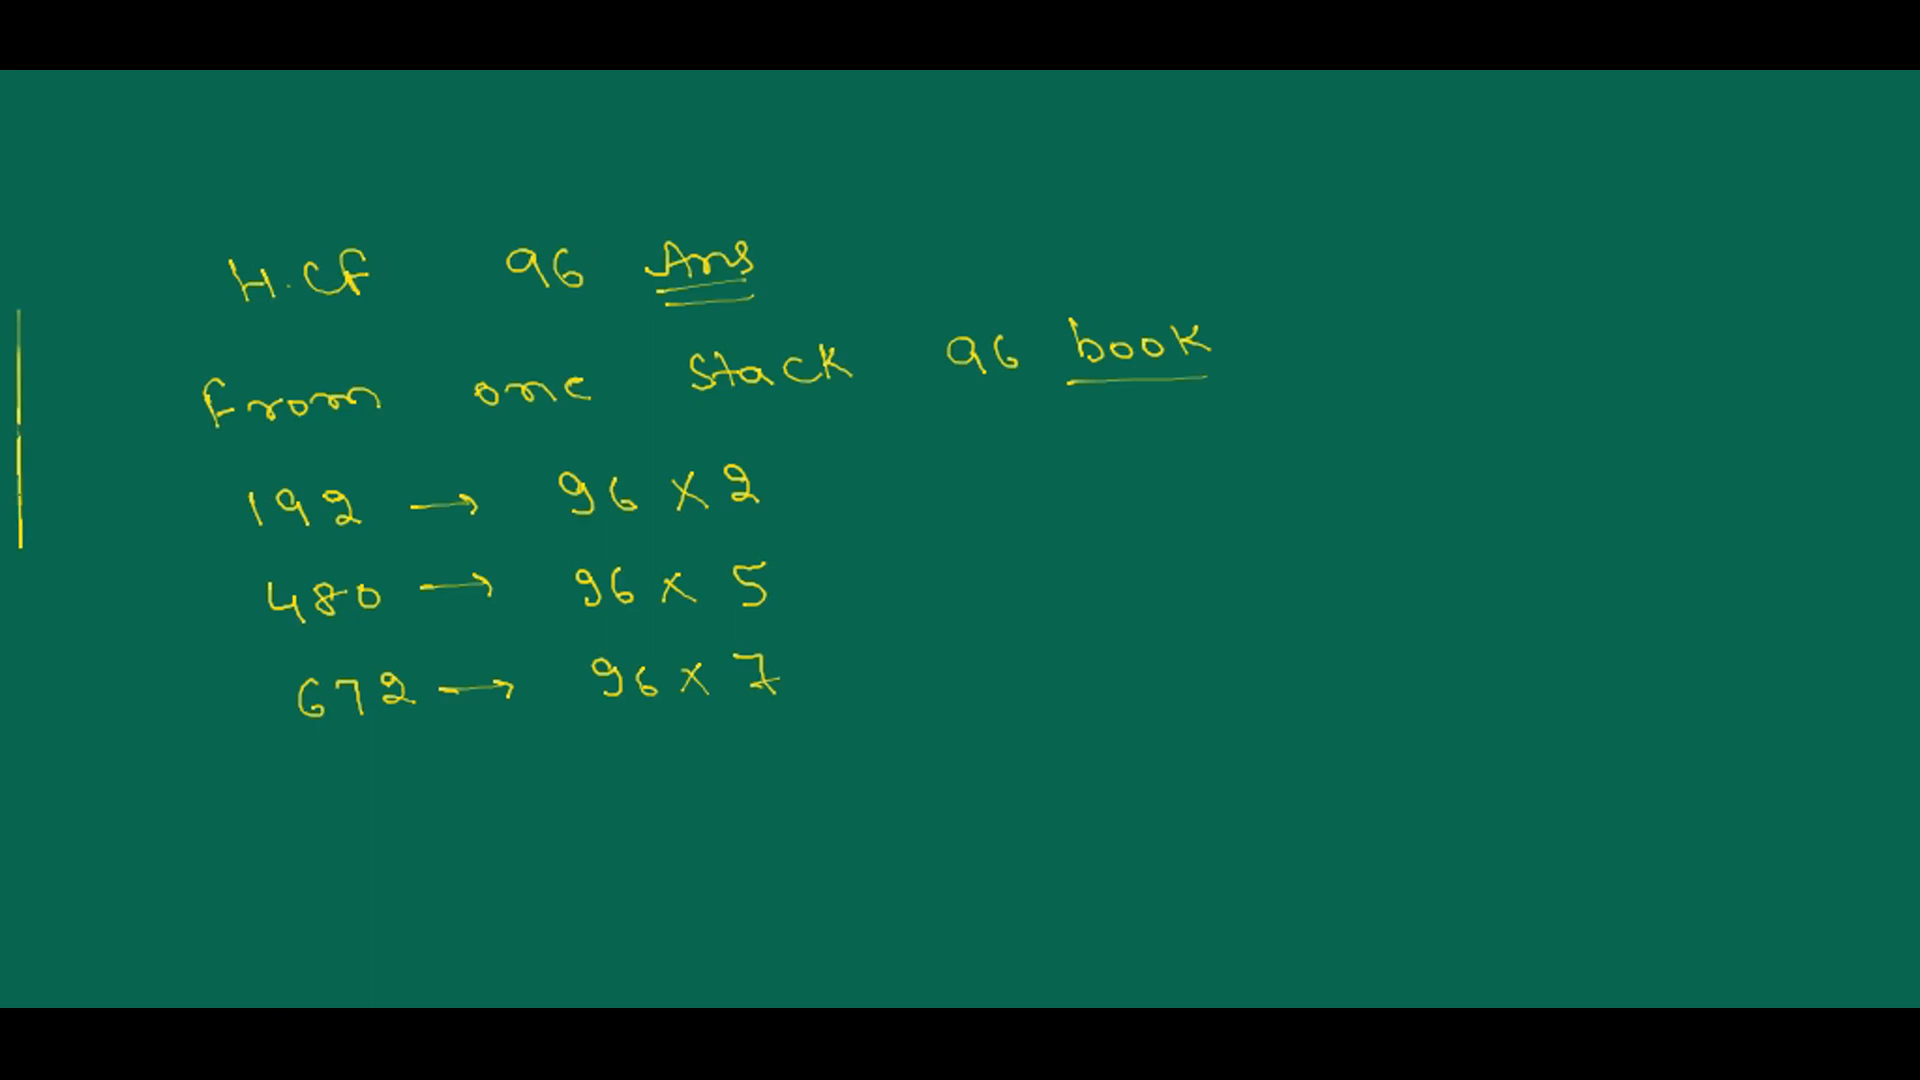 H.CF 96 Ans
From one stack 96 book
192 → 96 x 2
480 → 96 x 5
672 → 96 x 7